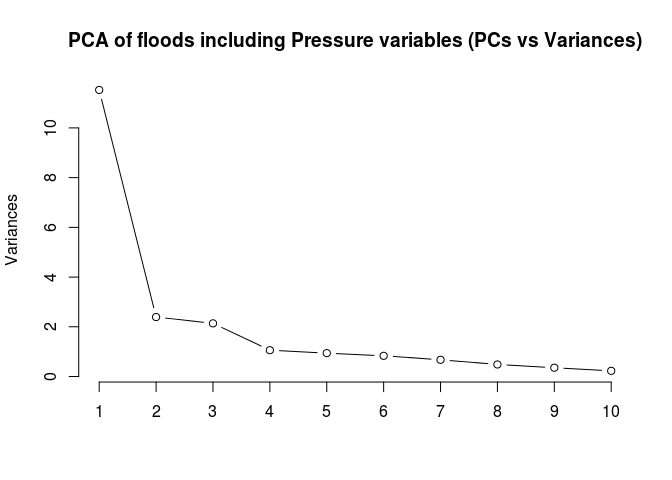 PCA of floods including Pressure variables (PCs vs Variances)
10
8
6
4
2
0
Variances
1 2 3 4 5 6 7 8 9 10